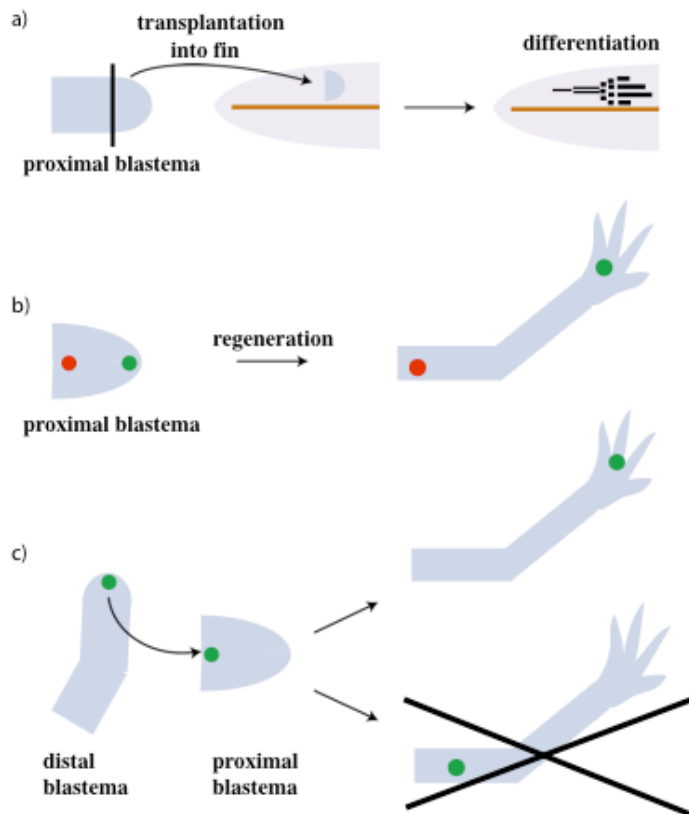 a)
transplantation
into fin
differentiation
proximal blastema
b)
regeneration
proximal blastema
c)
distal
blastema
proximal
blastema